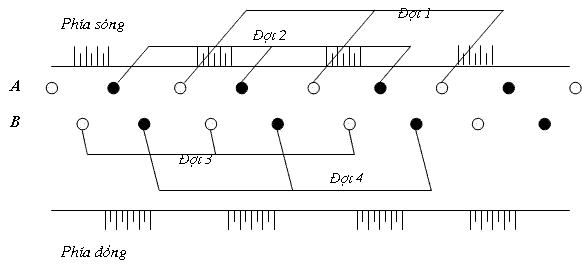 Đợt 1
Phía sông
Đợt 2
A
B
Đợt 3
Đợt 4
Phía đồng